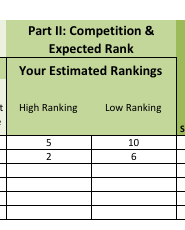 Part II: Competition &
Expected Rank
Your Estimated Rankings
High Ranking Low Ranking
5 10
2 6